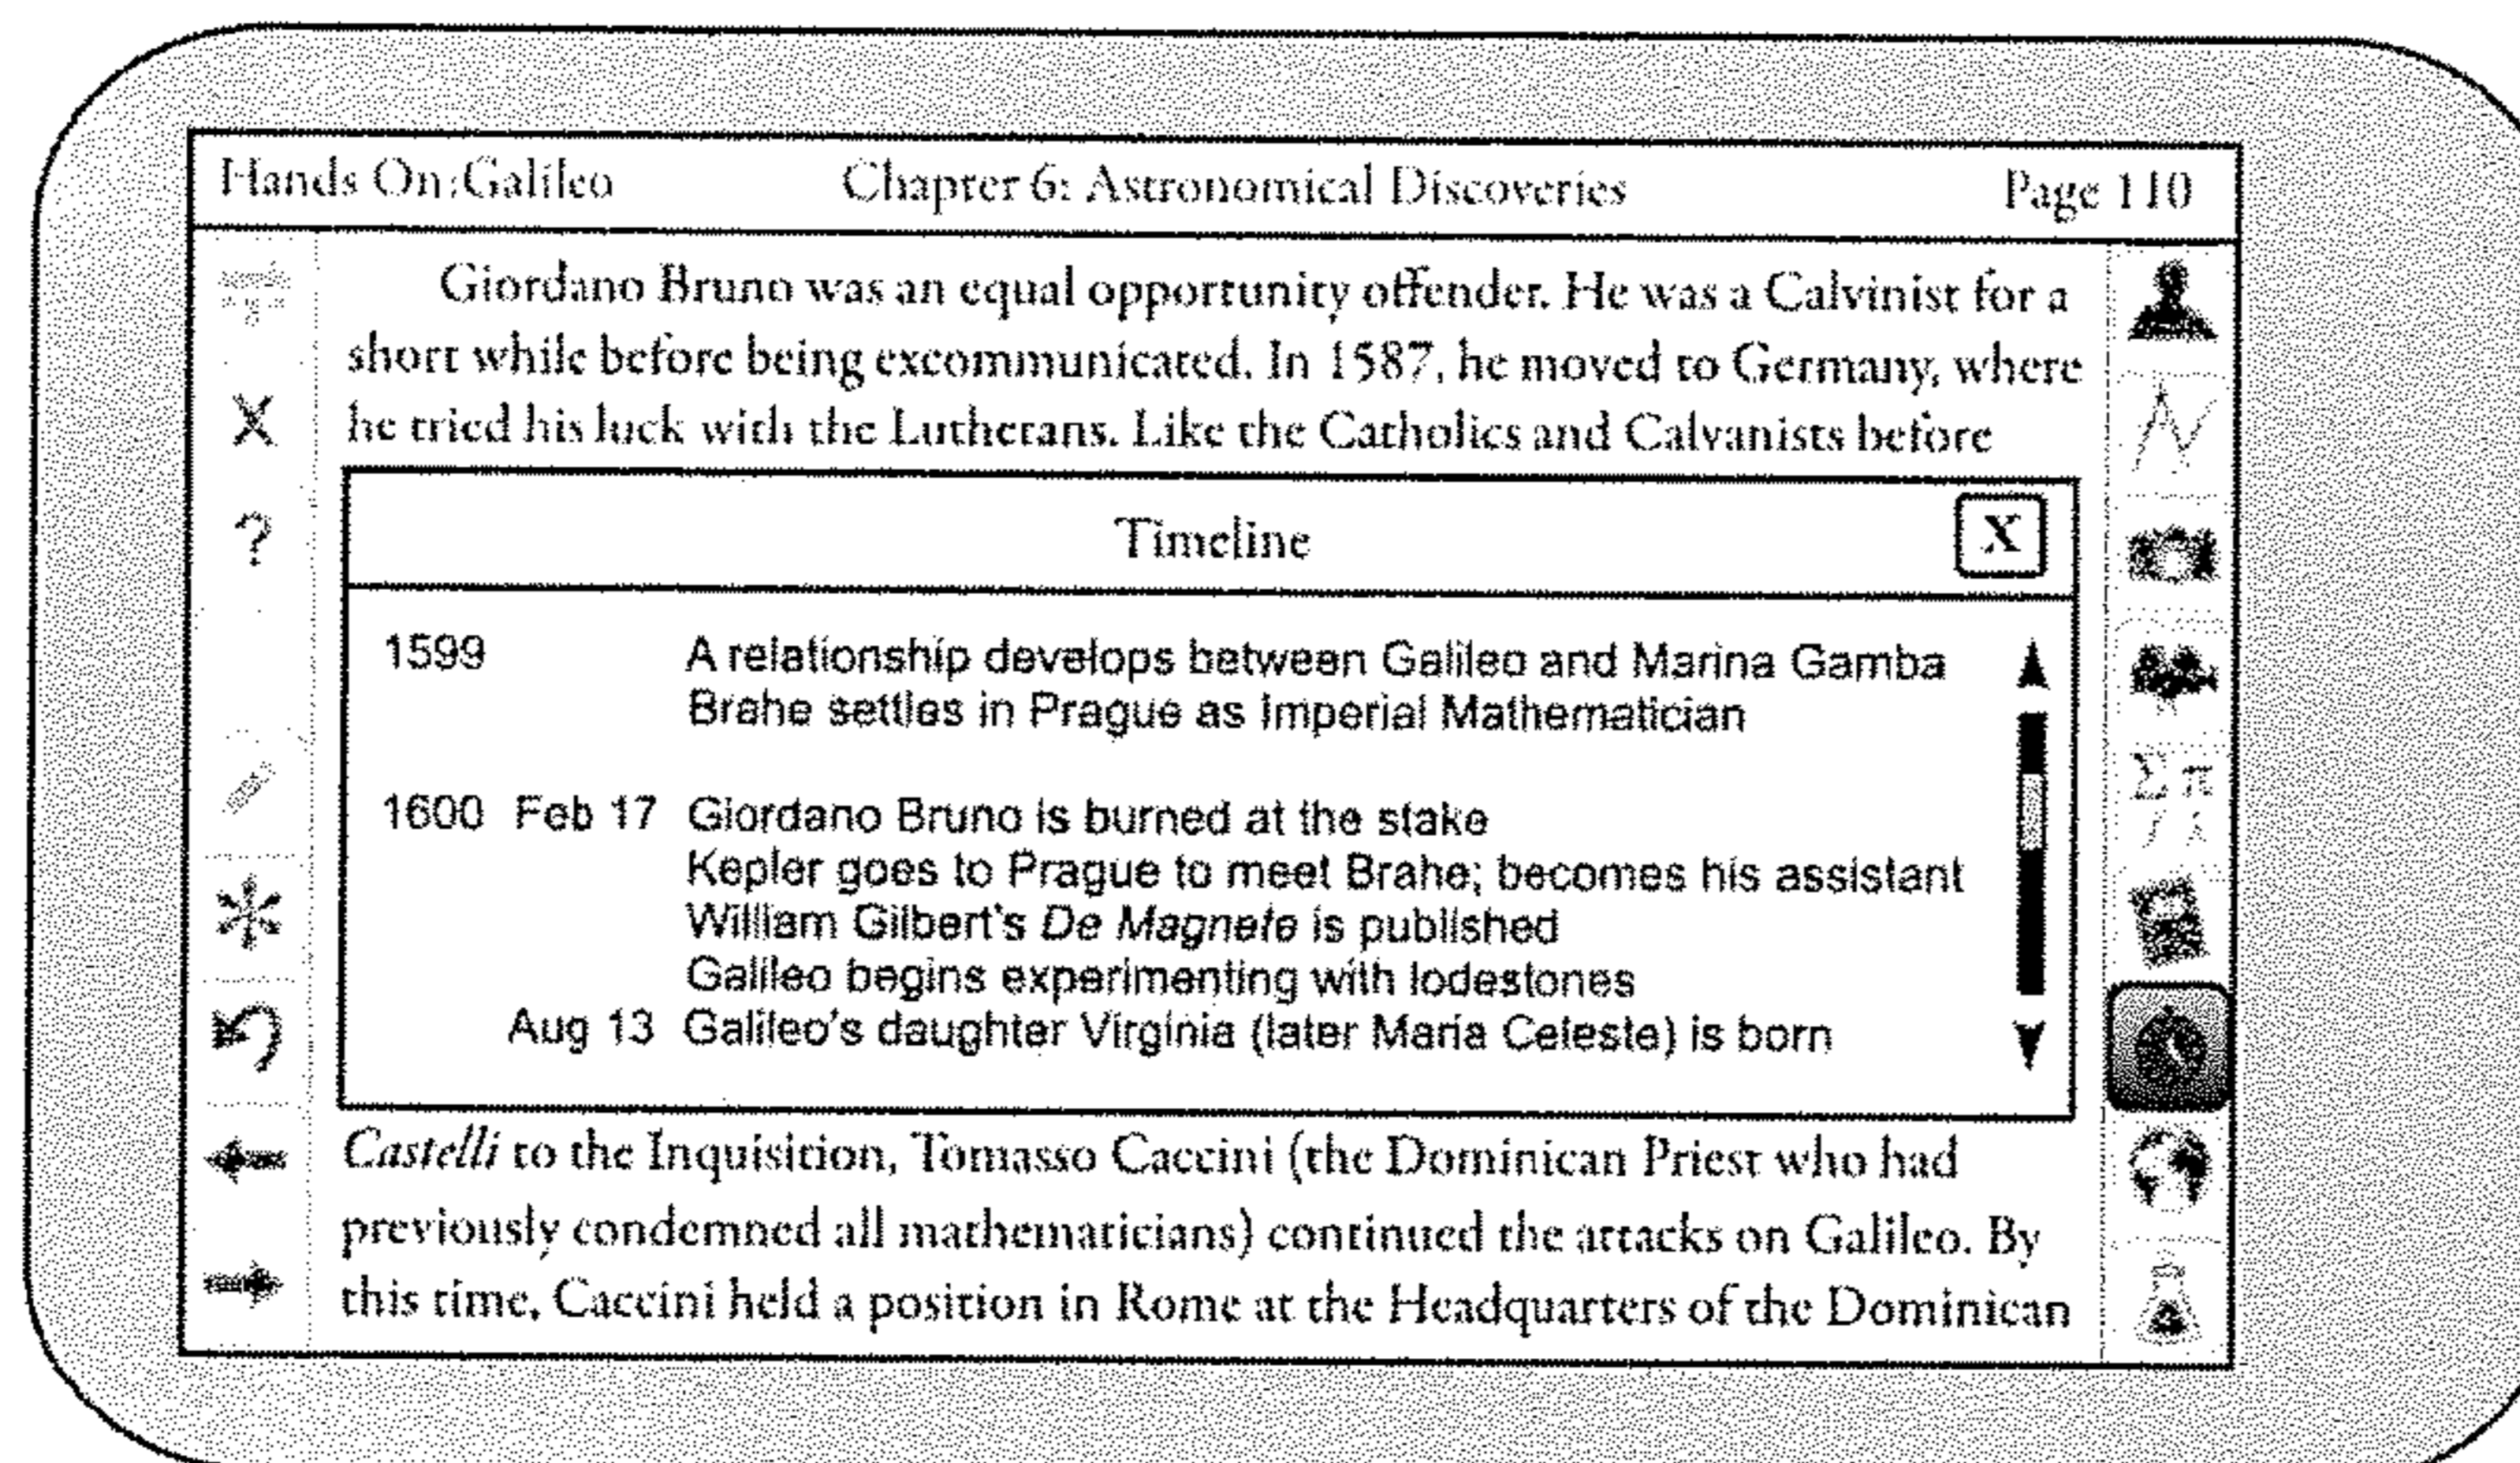 Hands On:Galileo Chapter 6: Astronomical Discoveries Page 110
Giordano Bruno was an equal opportunity offender. He was a Calvinist for a
short while before being excommunicated. In 1587, he moved to Germany, where
he tried his luck with the Lutherans. Like the Catholics and Calvanists before
X
?
Timeline X
1599 A relationship develops between Galileo and Marina Gamba
Brahe settles in Prague as Imperial Mathematician
1600 Feb 17 Giordano Bruno is burned at the stake
Kepler goes to Prague to meet Brahe; becomes his assistant
William Gilbert's De Magnete is published
Galileo begins experimenting with lodestones
Aug 13 Galileo's daughter Virginia (later Maria Celeste) is born
Σ π
Castelli to the Inquisition, Tomasso Caccini (the Dominican Priest who had
previously condemned all mathematicians) continued the attacks on Galileo. By
this time, Caccini held a position in Rome at the Headquarters of the Dominican